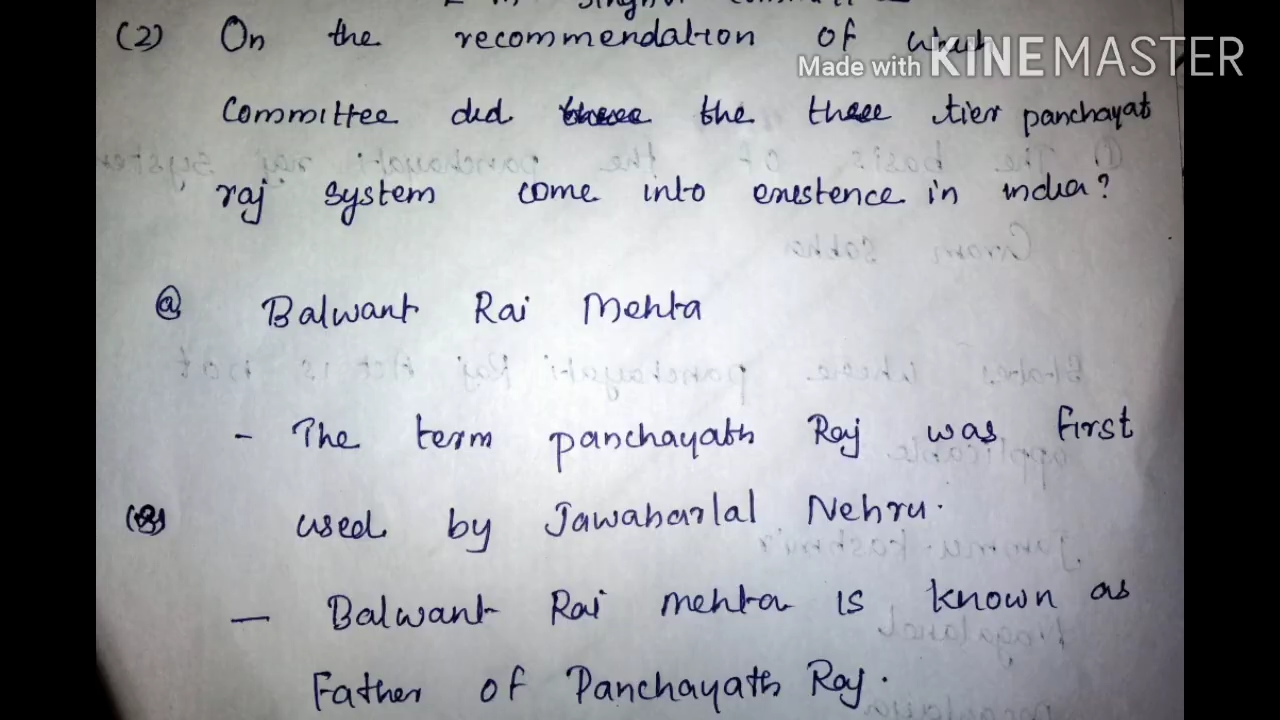 Singhvi
(2) On the recommendation of which
Made with KINEMASTER
Committee did the three tier panchayat
raj system come into existence in india?
(a) Balwant Rai Mehta
- The term panchayath Raj was first
used by Jawaharlal Nehru.
- Balwant Rai mehta is known as
Father of Panchayath Raj.